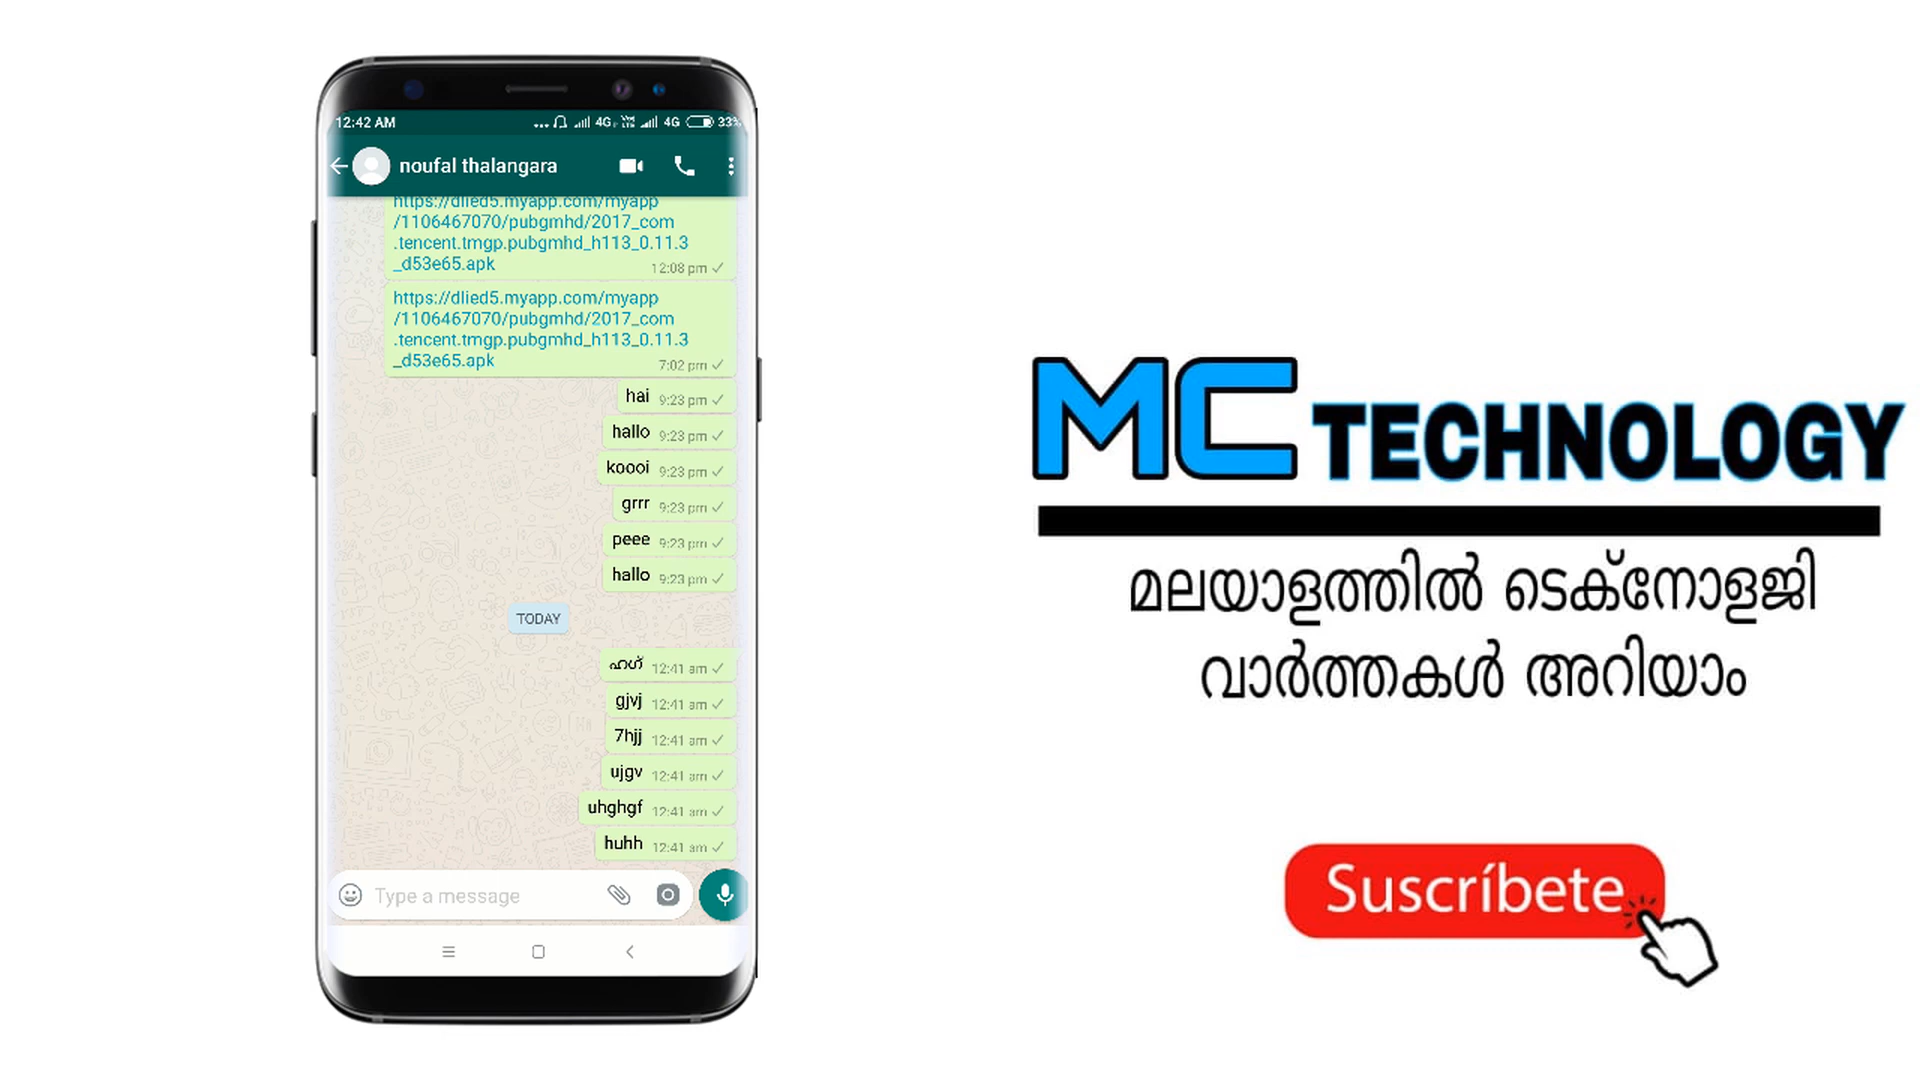 12:42 AM
4G 4G 33%
noufal thalangara
https://dlied5.myapp.com/myapp
/1106467070/pubgmhd/2017_com
.tencent.tmgp.pubgmhd_h113_0.11.3
_d53e65.apk
12:08 pm
https://dlied5.myapp.com/myapp
/1106467070/pubgmhd/2017_com
.tencent.tmgp.pubgmhd_h113_0.11.3
_d53e65.apk
7:02 pm
hai 9:23 pm
hallo 9:23 pm
koooi 9:23 pm
grrr 9:23 pm
peee 9:23 pm
hallo 9:23 pm
TODAY
ഹഗ് 12:41 am
gjvj 12:41 am
7hjj 12:41 am
ujgv 12:41 am
uhghgf 12:41 am
huhh 12:41 am
Type a message
MC TECHNOLOGY
മലയാളത്തിൽ ടെക്നോളജി
വാർത്തകൾ അറിയാം
Suscríbete